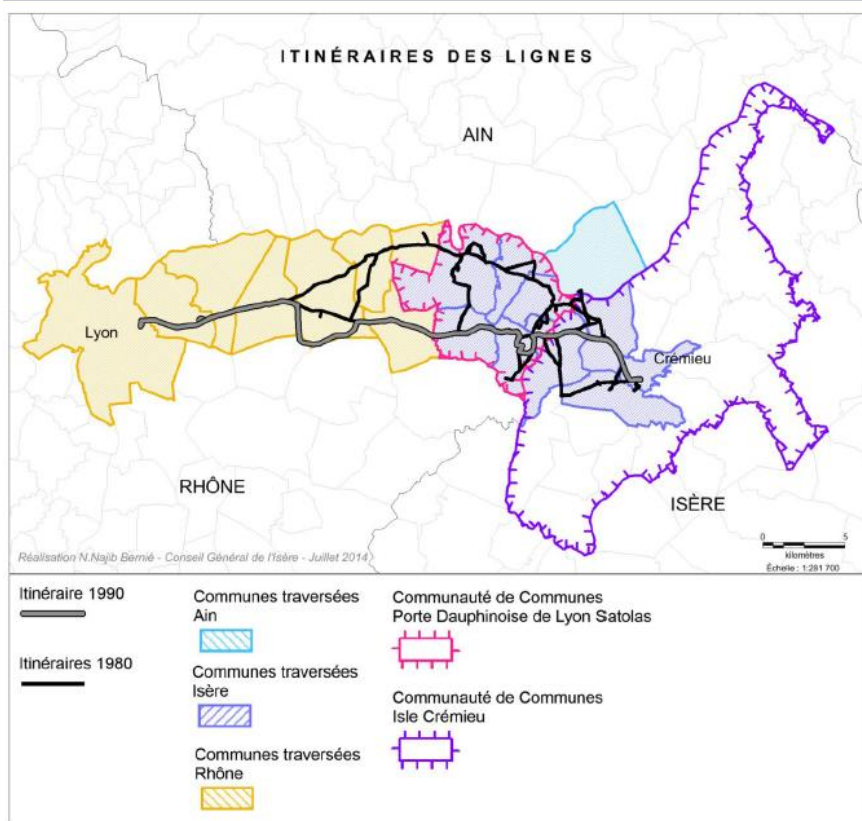 ITINÉRAIRES DES LIGNES
AIN
Lyon
Crémieu
RHÔNE
ISÈRE
Réalisation N.Najib Bernié - Conseil Général de l'Isère - Juillet 2014
0 5
kilomètres
Échelle : 1:281 700
Itinéraire 1990
Itinéraires 1980
Communes traversées
Ain
Communes traversées
Isère
Communes traversées
Rhône
Communauté de Communes
Porte Dauphinoise de Lyon Satolas
Communauté de Communes
Isle Crémieu